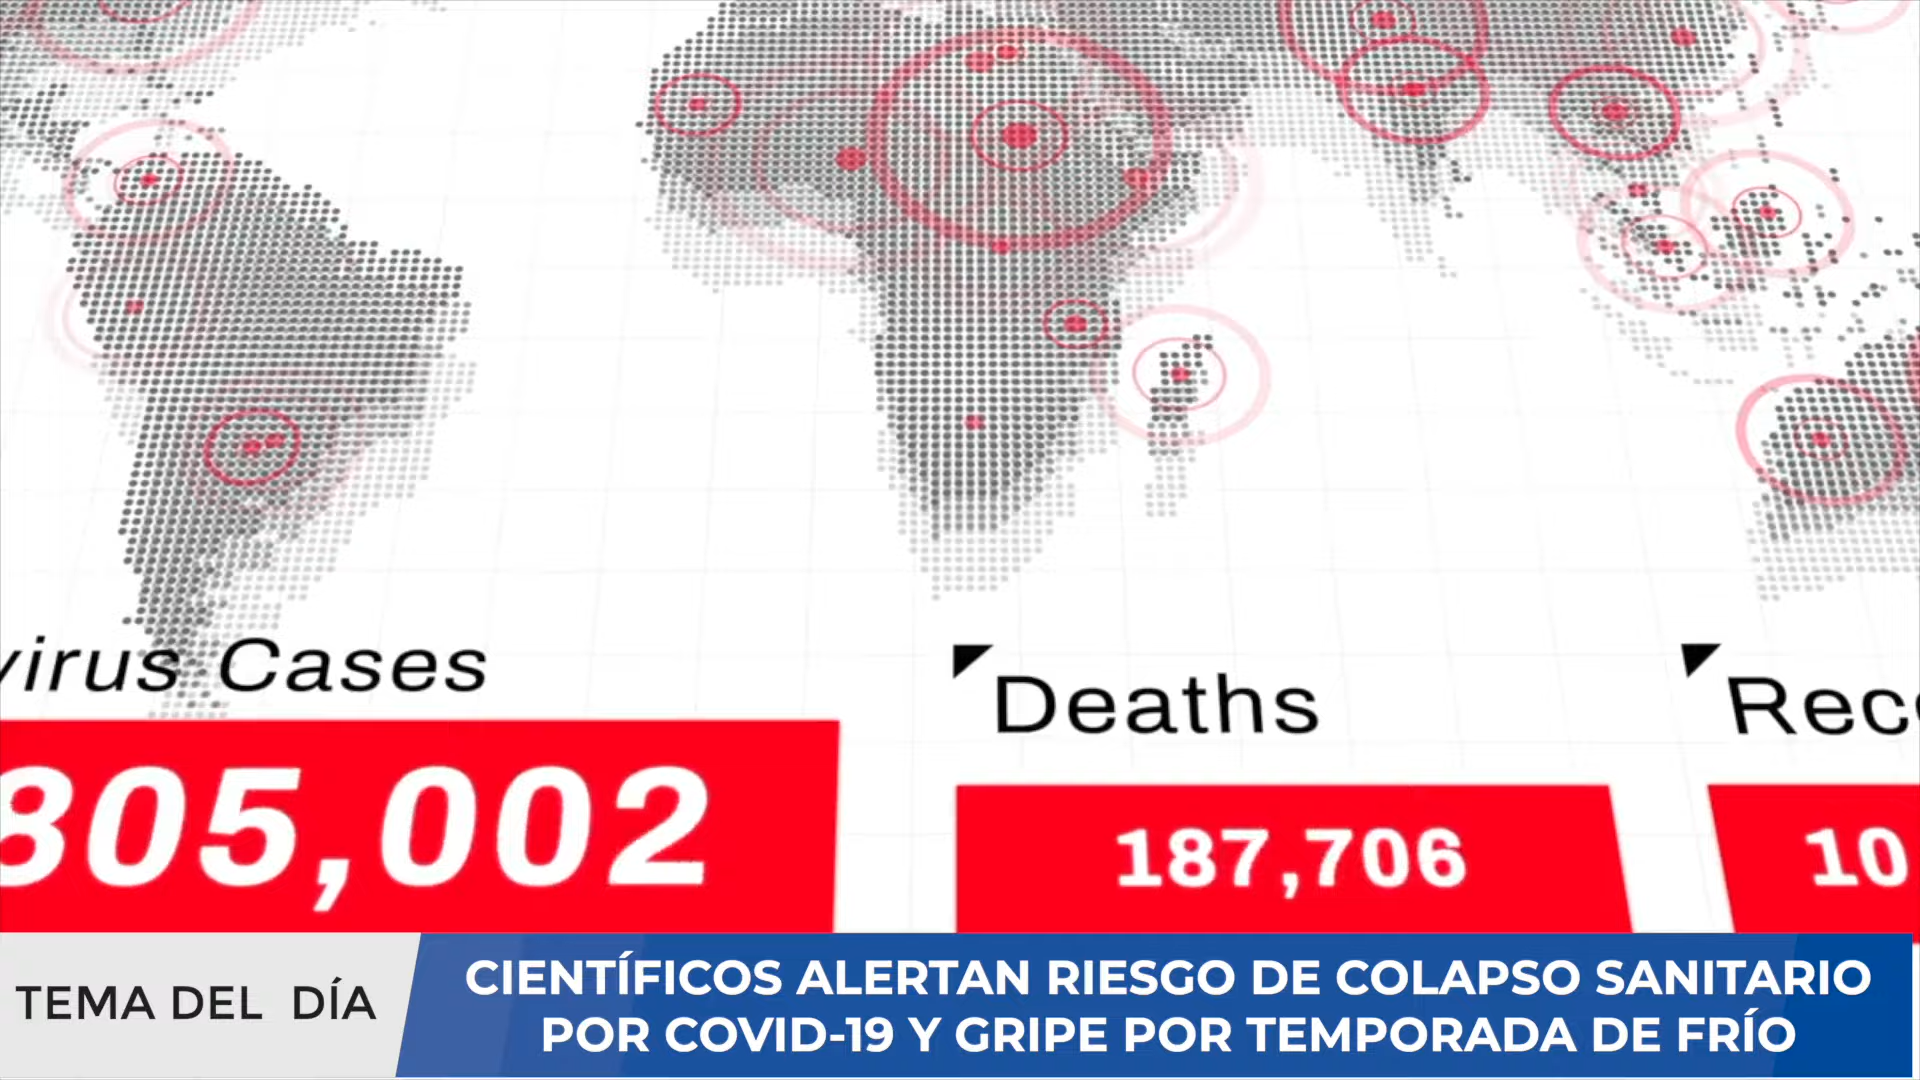 virus Cases
Deaths
805,002
187,706
10
TEMA DEL DÍA
CIENTÍFICOS ALERTAN RIESGO DE COLAPSO SANITARIO
POR COVID-19 Y GRIPE POR TEMPORADA DE FRÍO